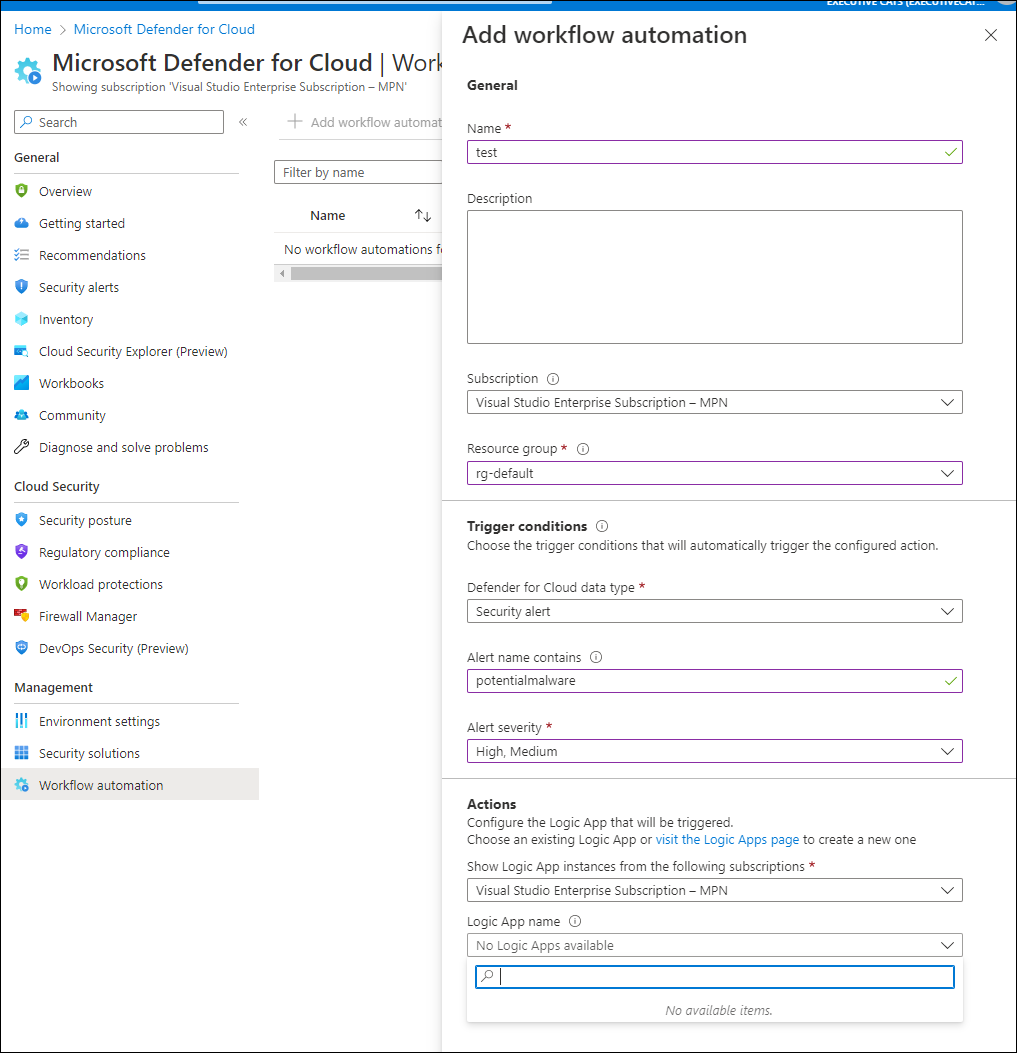 EXECUTIVE CATS (EXECUTIVECAT...
Home > Microsoft Defender for Cloud
Add workflow automation
Microsoft Defender for Cloud | Work
Showing subscription 'Visual Studio Enterprise Subscription – MPN'
Search
«
Add workflow automat
General
Overview
Getting started
Recommendations
Security alerts
Inventory
Cloud Security Explorer (Preview)
Workbooks
Community
Diagnose and solve problems
Cloud Security
Security posture
Regulatory compliance
Workload protections
Firewall Manager
DevOps Security (Preview)
Management
Environment settings
Security solutions
Workflow automation
Filter by name
Name
No workflow automations fo
General
Name *
test
Description
Subscription
Visual Studio Enterprise Subscription – MPN
Resource group *
rg-default
Trigger conditions
Choose the trigger conditions that will automatically trigger the configured action.
Defender for Cloud data type *
Security alert
Alert name contains
potentialmalware
Alert severity *
High, Medium
Actions
Configure the Logic App that will be triggered.
Choose an existing Logic App or visit the Logic Apps page to create a new one
Show Logic App instances from the following subscriptions *
Visual Studio Enterprise Subscription – MPN
Logic App name
No Logic Apps available
No available items.